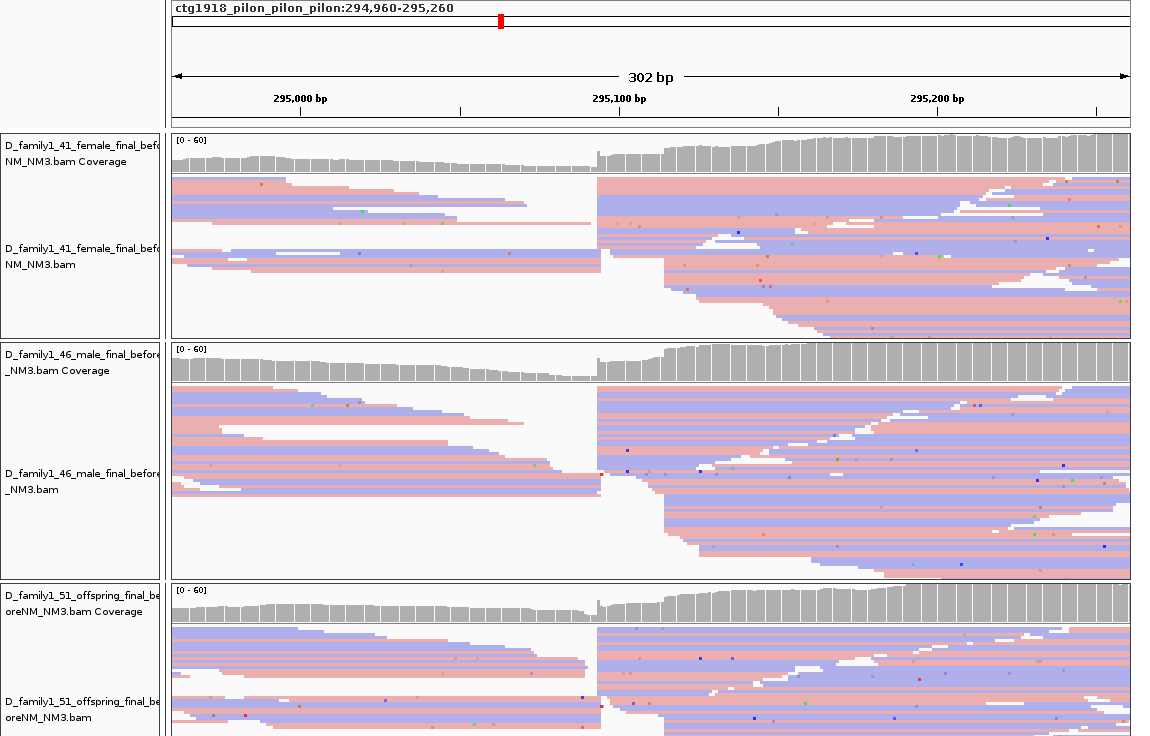 ctg1918_pilon_pilon_pilon:294,960-295,260
302 bp
295,000 bp 295,100 bp 295,200 bp
D_family1_41_female_final_befo
NM_NM3.bam Coverage
[0 - 60]
D_family1_41_female_final_befo
NM_NM3.bam
D_family1_46_male_final_before
_NM3.bam Coverage
[0 - 60]
D_family1_46_male_final_before
_NM3.bam
D_family1_51_offspring_final_be
oreNM_NM3.bam Coverage
[0 - 60]
D_family1_51_offspring_final_be
oreNM_NM3.bam